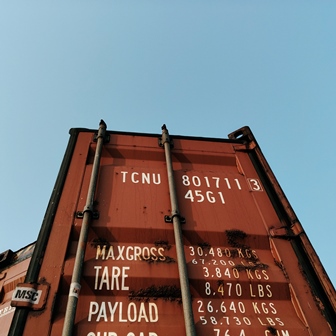 TCNU 801711 3
45G1
MAXGROSS 30.480 KGS
67.200 LBS
TARE 3.840 KGS
8.470 LBS
PAYLOAD 26.640 KGS
58.730 LBS
MSC